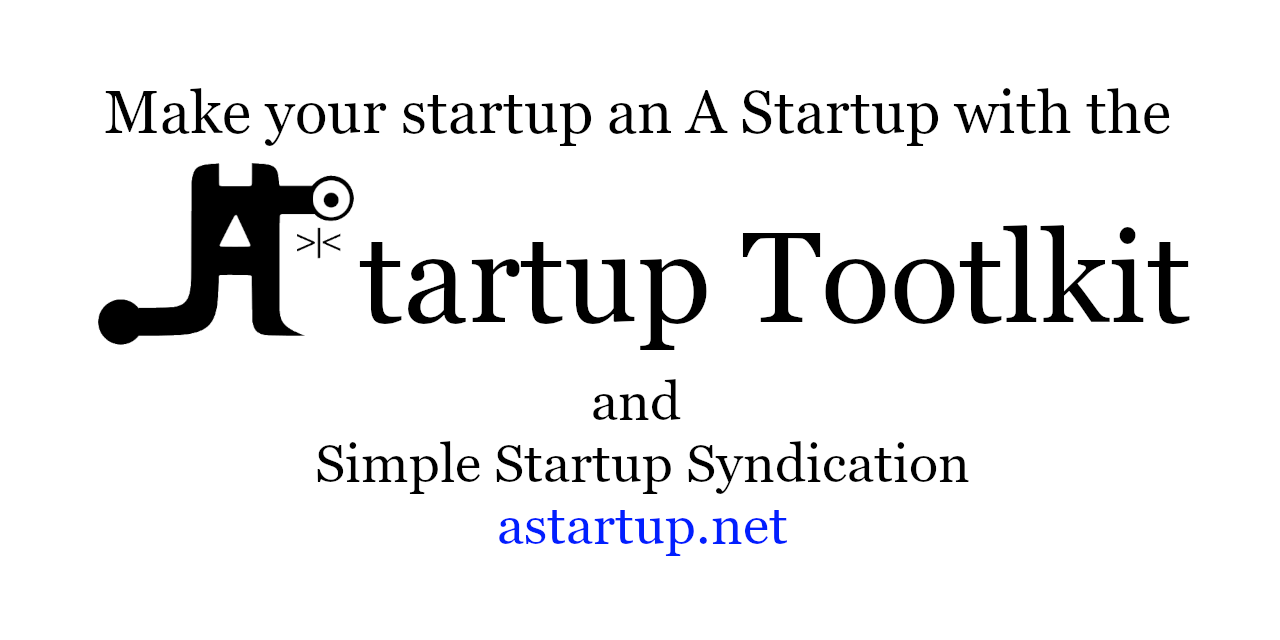 Make your startup an A Startup with the
A >|< tartup Tootlkit
and
Simple Startup Syndication
astartup.net